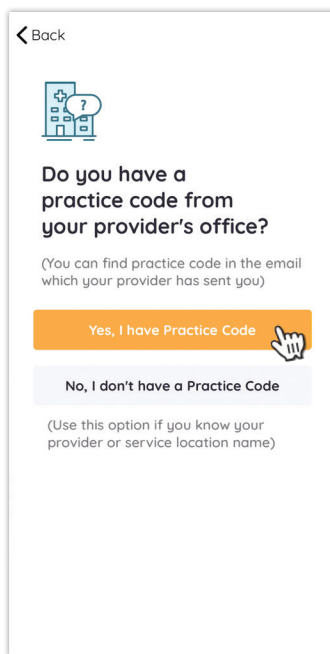 Back
?
Do you have a
practice code from
your provider's office?
(You can find practice code in the email
which your provider has sent you)
Yes, I have Practice Code
No, I don't have a Practice Code
(Use this option if you know your
provider or service location name)